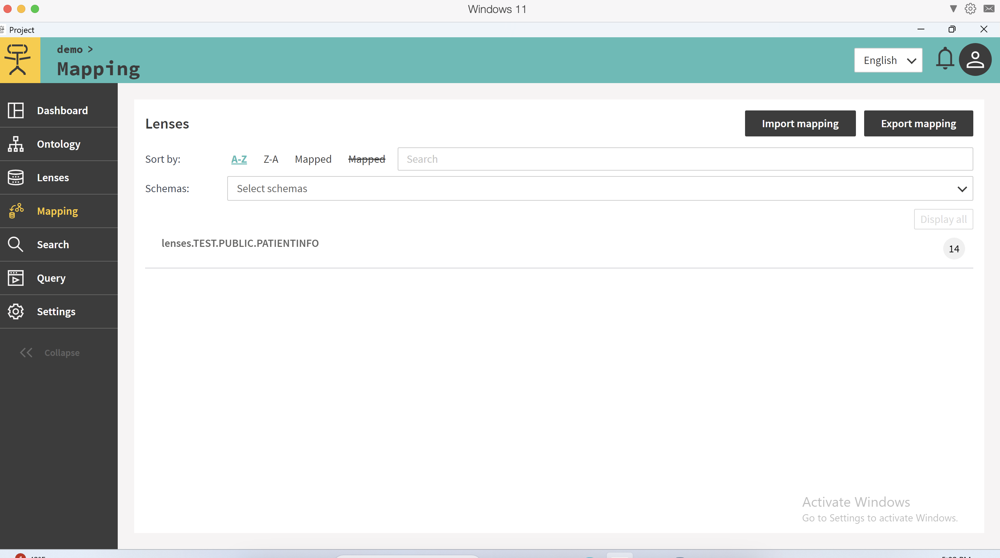 Windows 11
Project
demo >
Mapping
English
Dashboard
Ontology
Lenses
Mapping
Search
Query
Settings
Collapse
Lenses
Import mapping
Export mapping
Sort by:
A-Z
Z-A
Mapped
Mapped
Search
Schemas:
Select schemas
Display all
lenses.TEST.PUBLIC.PATIENTINFO
14
Activate Windows
Go to Settings to activate Windows.